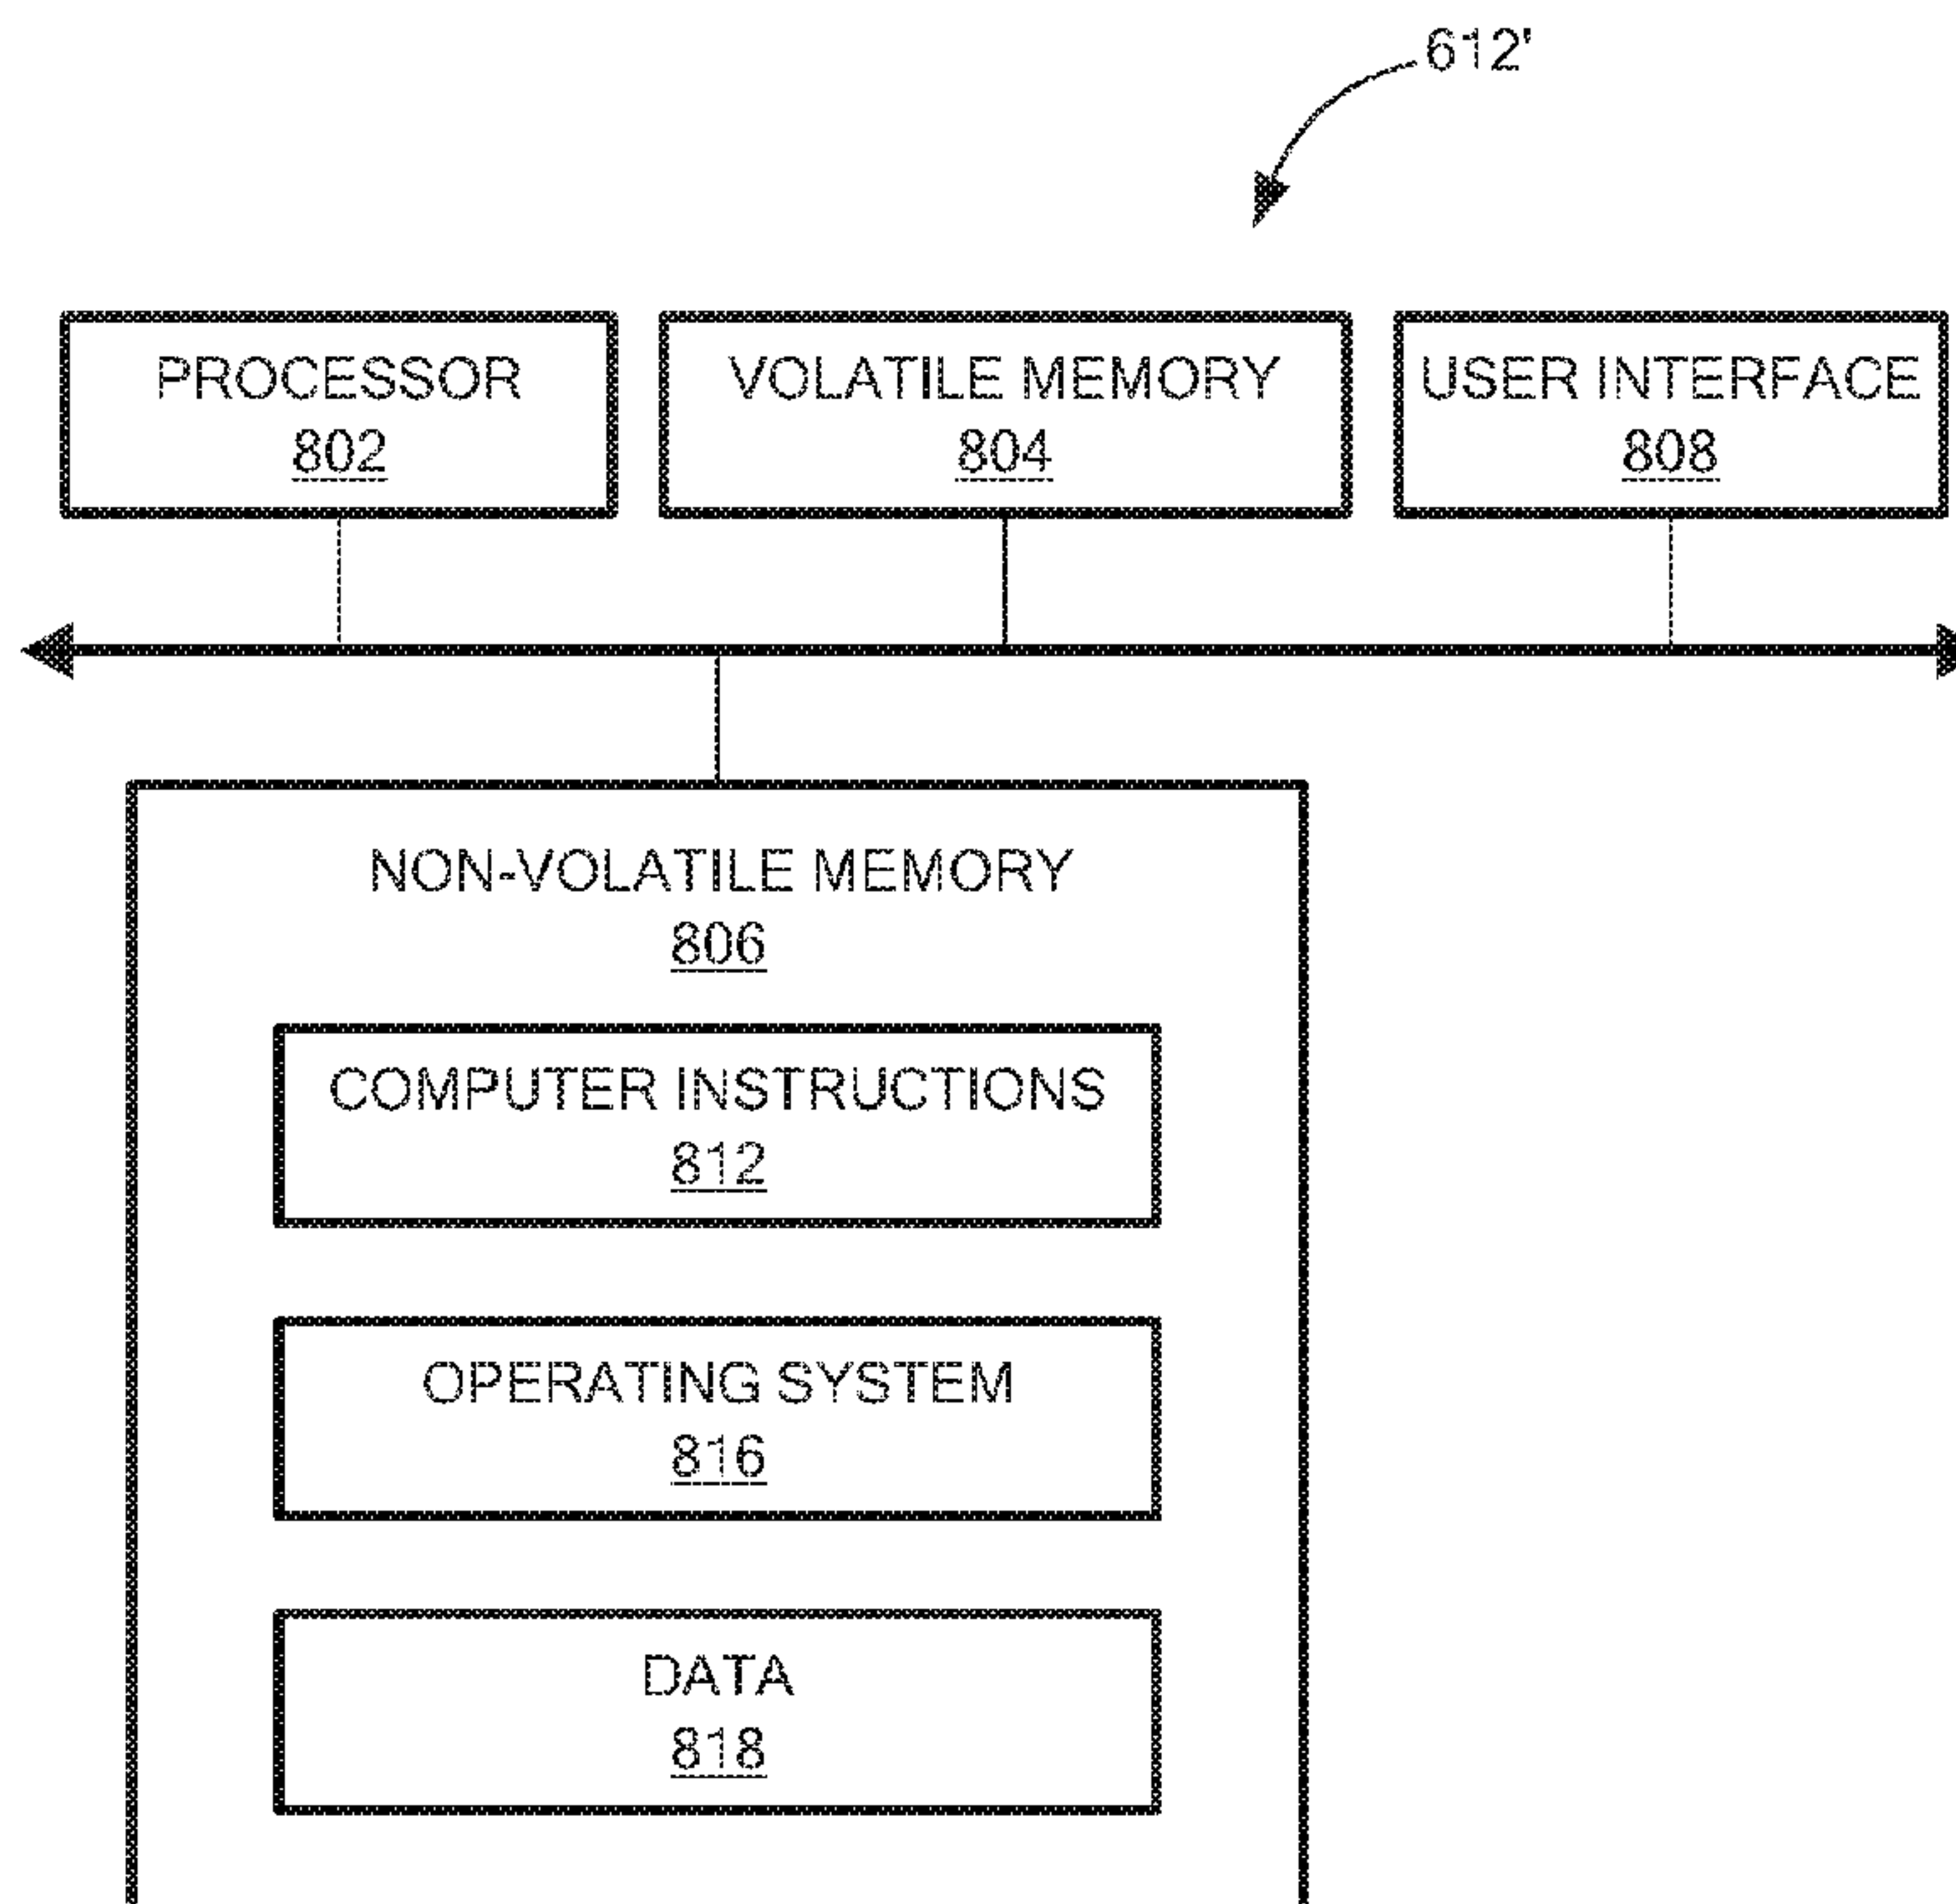 612'
PROCESSOR
802
VOLATILE MEMORY
804
USER INTERFACE
808
NON-VOLATILE MEMORY
806
COMPUTER INSTRUCTIONS
812
OPERATING SYSTEM
816
DATA
818